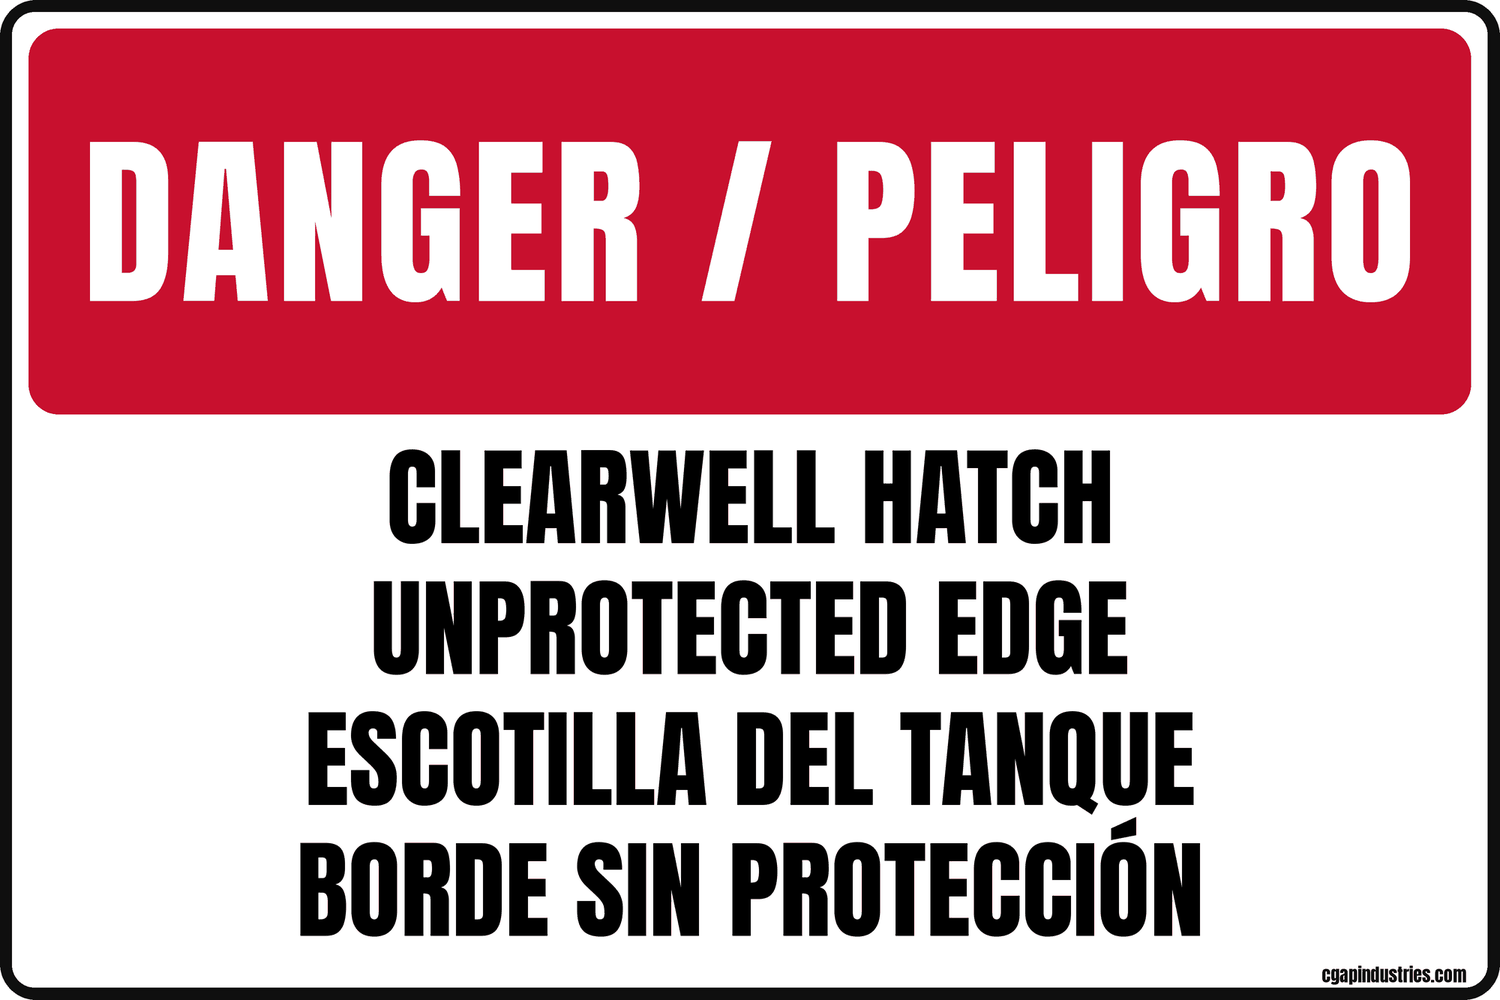 DANGER / PELIGRO
CLEARWELL HATCH
UNPROTECTED EDGE
ESCOTILLA DEL TANQUE
BORDE SIN PROTECCIÓN
cgapindustries.com